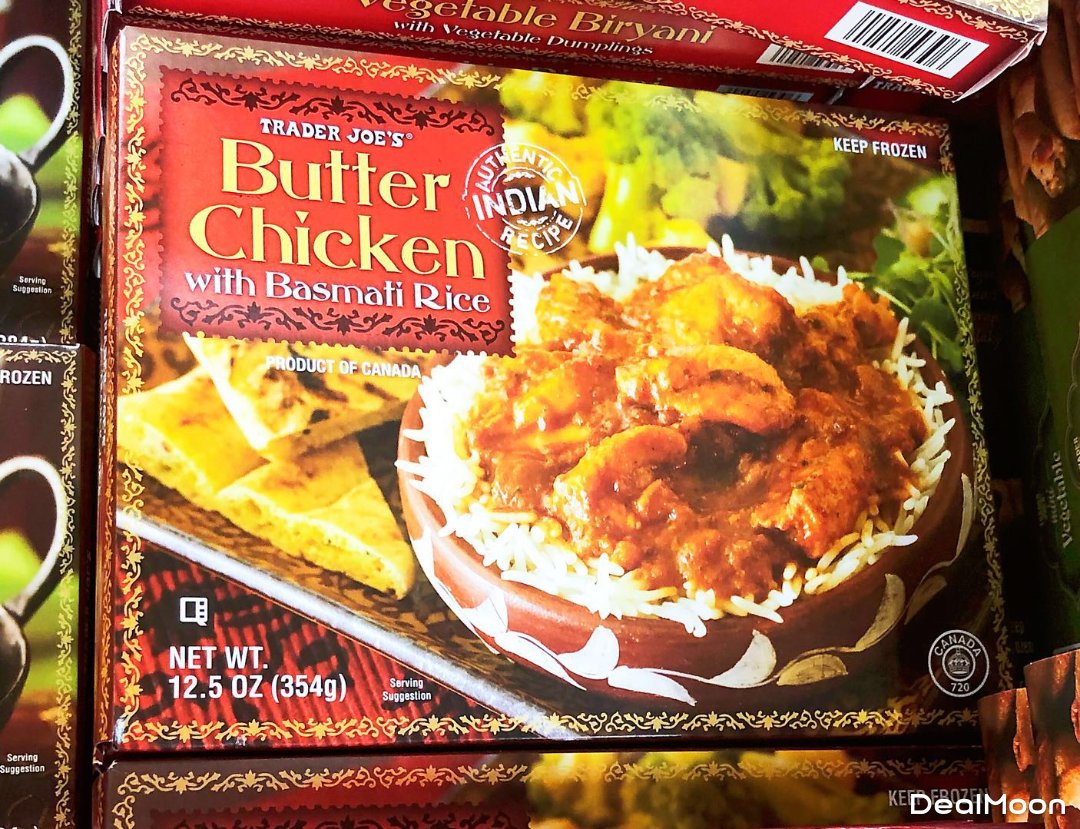 Vegetable Biryani
with Vegetable Dumplings
TRADER JOE'S®
Butter
Chicken
with Basmati Rice
AUTHENTIC
INDIAN
RECIPE
KEEP FROZEN
PRODUCT OF CANADA
NET WT.
12.5 OZ (354g)
Serving
Suggestion
CANADA
720
Serving
Suggestion
ROZEN
Serving
Suggestion
Vegetable
KEEP FROZEN
DealMoon